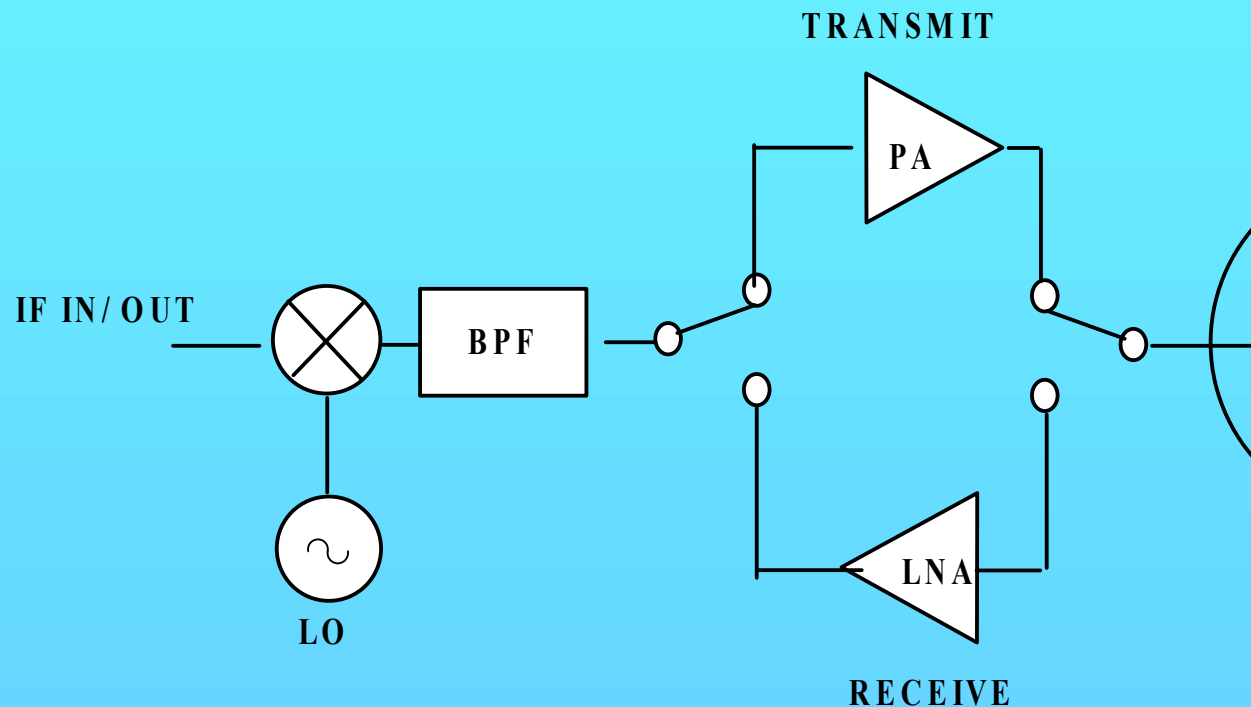 TRANSMIT
PA
IF IN/OUT
BPF
LNA
LO
RECEIVE